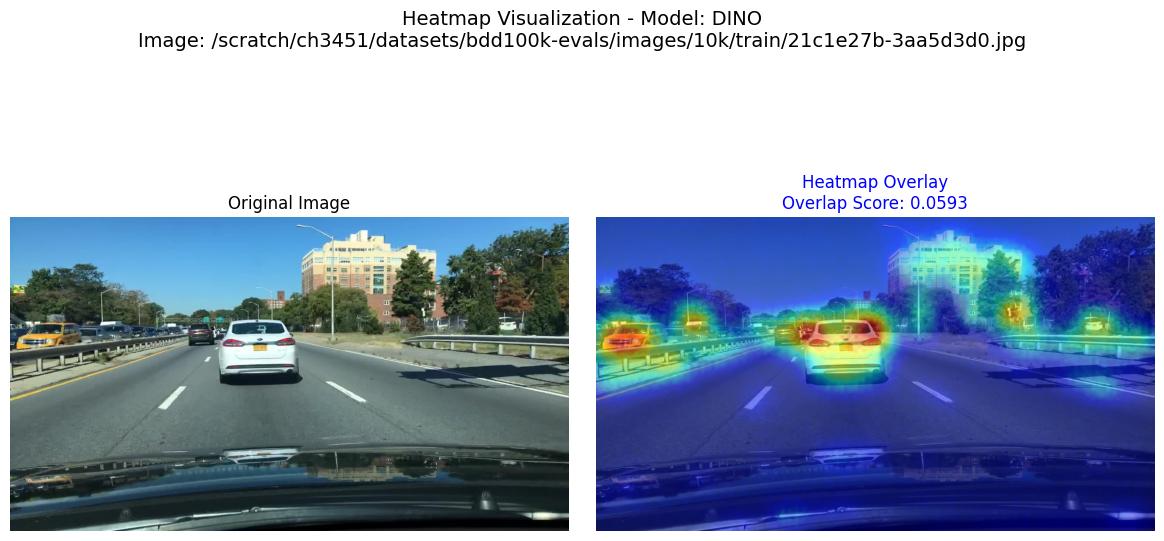 Heatmap Visualization - Model: DINO
Image: /scratch/ch3451/datasets/bdd100k-evals/images/10k/train/21c1e27b-3aa5d3d0.jpg
Original Image
Heatmap Overlay
Overlap Score: 0.0593